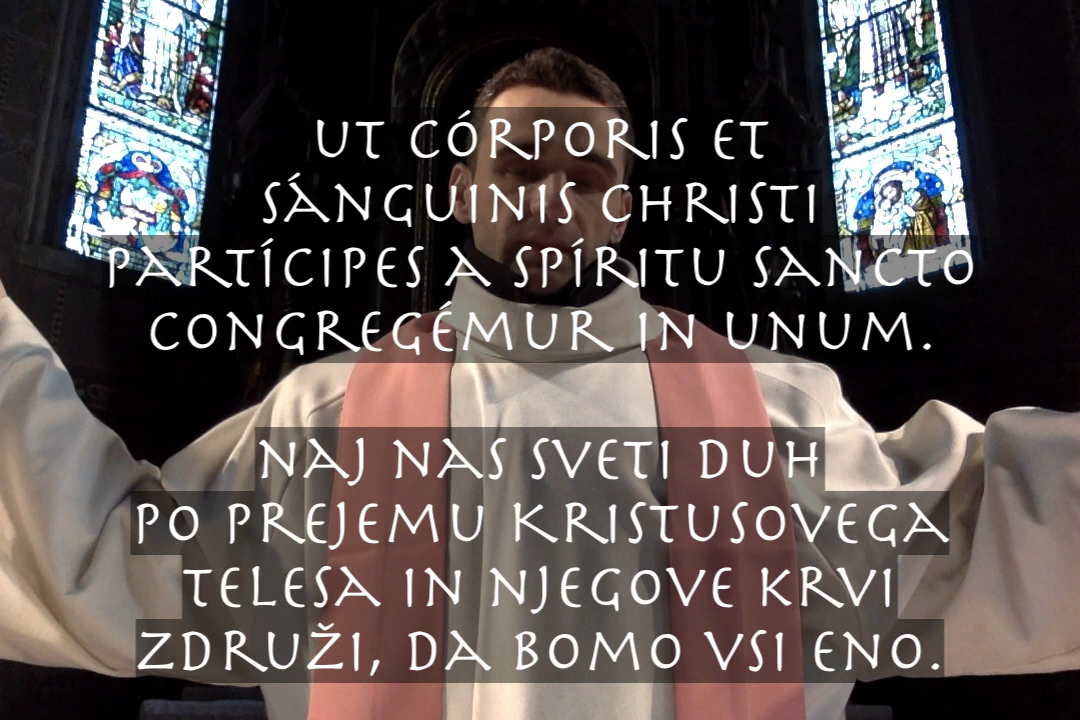 UT CÓRPORIS ET
SÁNGUINIS CHRISTI
PARTÍCIPES A SPÍRITU SANCTO
CONGREGÉMUR IN UNUM.
NAJ NAS SVETI DUH
PO PREJEMU KRISTUSOVEGA
TELESA IN NJEGOVE KRVI
ZDRUŽI, DA BOMO VSI ENO.